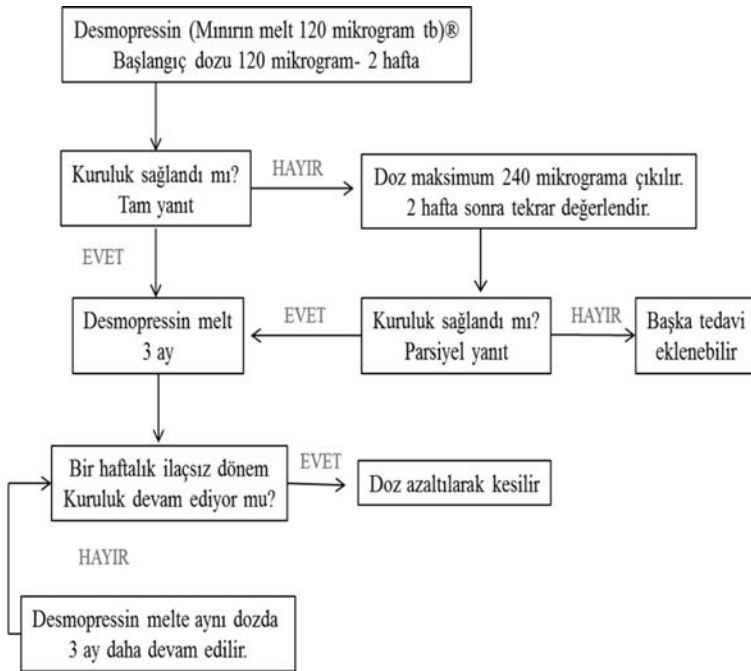 Desmopressin (Mınırın melt 120 mikrogram tb)®
Başlangıç dozu 120 mikrogram- 2 hafta
Kuruluk sağlandı mı?
Tam yanıt
HAYIR
Doz maksimum 240 mikrograma çıkılır.
2 hafta sonra tekrar değerlendir.
EVET
Desmopressin melt
3 ay
EVET
Kuruluk sağlandı mı?
Parsiyel yanıt
HAYIR
Başka tedavi
eklenebilir
Bir haftalık ilaçsız dönem
Kuruluk devam ediyor mu?
EVET
Doz azaltılarak kesilir
HAYIR
Desmopressin melte aynı dozda
3 ay daha devam edilir.